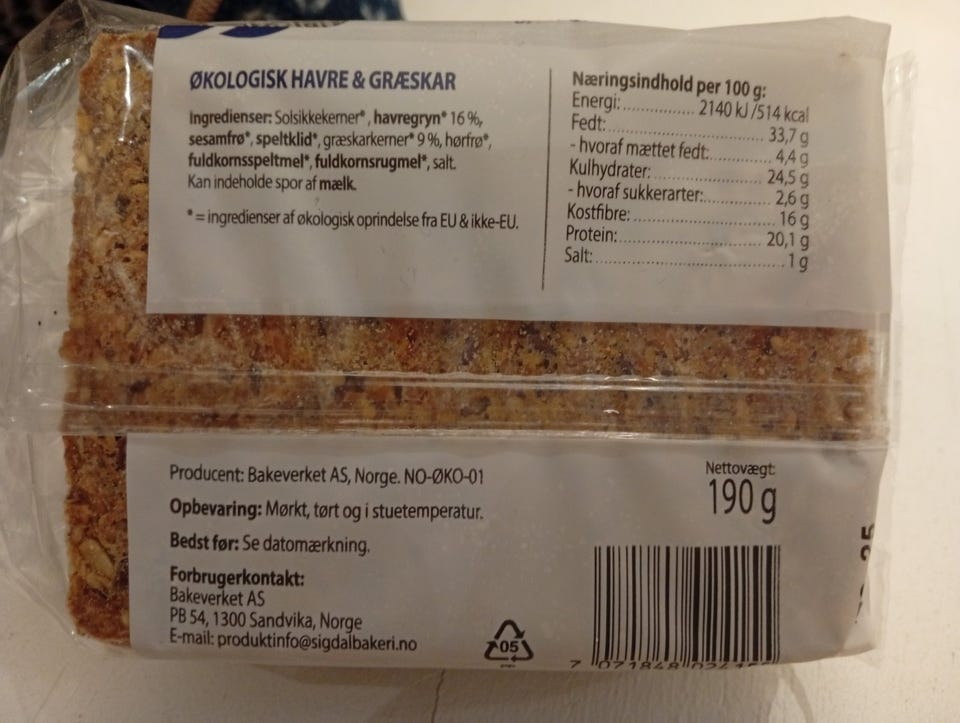 ØKOLOGISK HAVRE & GRÆSKAR
Ingredienser: Solsikkekerner*, havregryn* 16 %,
sesamfrø*, speltklid*, græskarkerner* 9 %, hørfrø*,
fuldkornsspeltmel*, fuldkornsrugmel*, salt.
Kan indeholde spor af mælk.
* = ingredienser af økologisk oprindelse fra EU & ikke-EU.
Næringsindhold per 100 g:
Energi:.................. 2140 kJ /514 kcal
Fedt:.................................. 33,7 g
- hvoraf mættet fedt:............... 4,4 g
Kulhydrater:........................ 24,5 g
- hvoraf sukkerarter:............... 2,6 g
Kostfibre:............................. 16 g
Protein:............................. 20,1 g
Salt:.................................... 1 g
Producent: Bakeverket AS, Norge. NO-ØKO-01
Opbevaring: Mørkt, tørt og i stuetemperatur.
Bedst før: Se datomærkning.
Forbrugerkontakt:
Bakeverket AS
PB 54, 1300 Sandvika, Norge
E-mail: produktinfo@sigdalbakeri.no
Nettovægt:
190 g
05